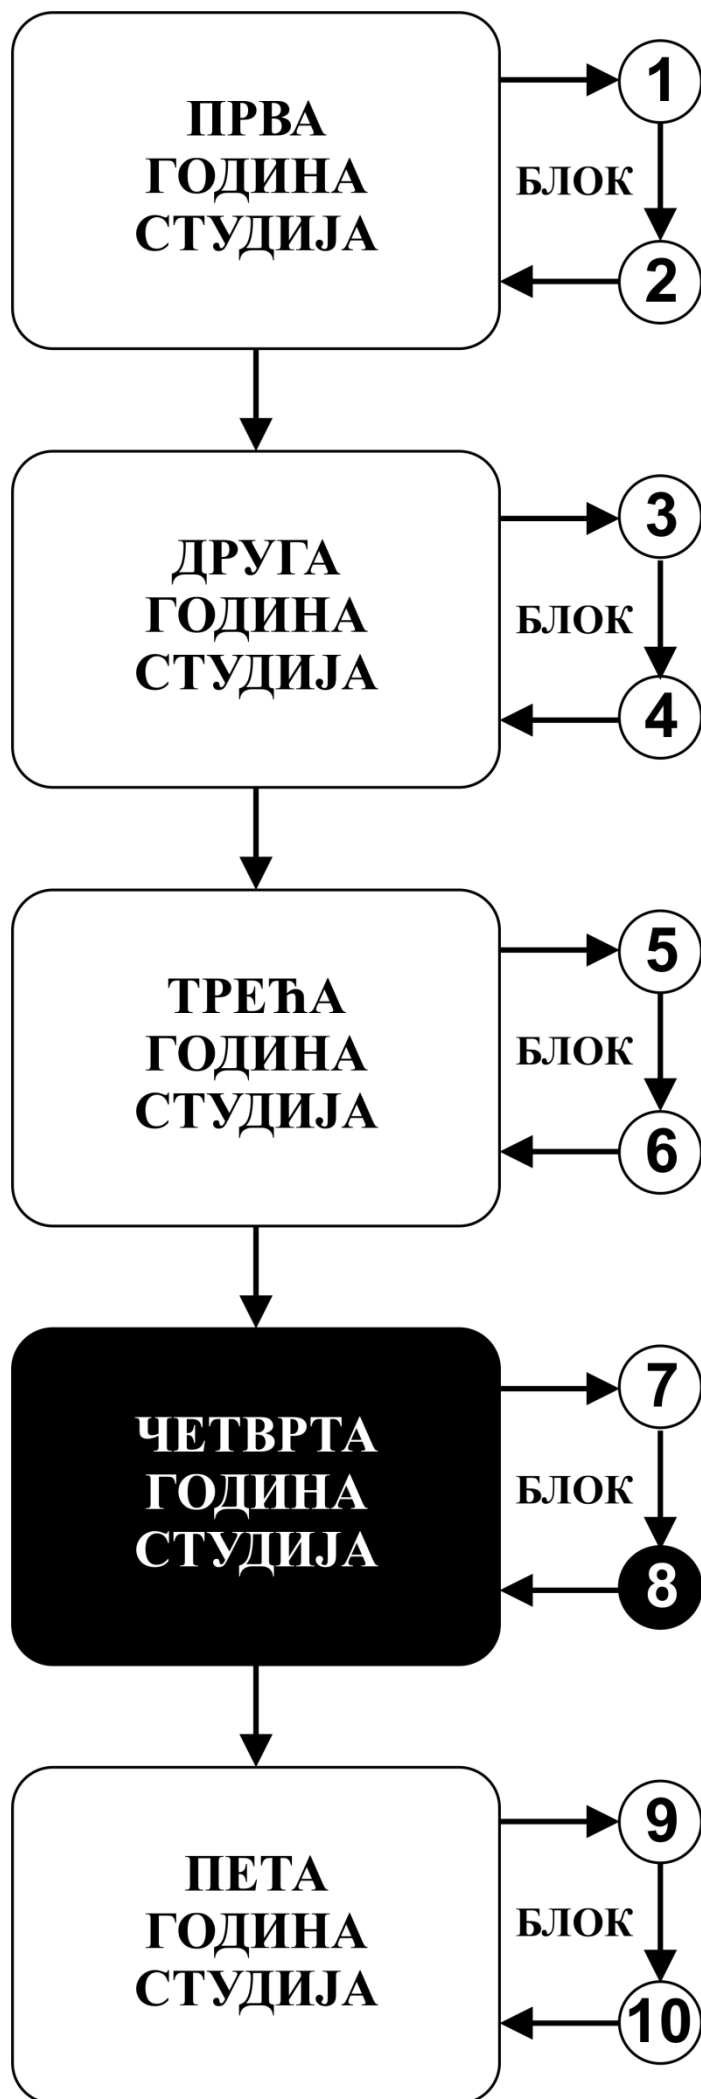 ПРВА
ГОДИНА
СТУДИЈА
1
БЛОК
2
ДРУГА
ГОДИНА
СТУДИЈА
3
БЛОК
4
ТРЕЋА
ГОДИНА
СТУДИЈА
5
БЛОК
6
ЧЕТВРТА
ГОДИНА
СТУДИЈА
7
БЛОК
8
ПЕТА
ГОДИНА
СТУДИЈА
9
БЛОК
10